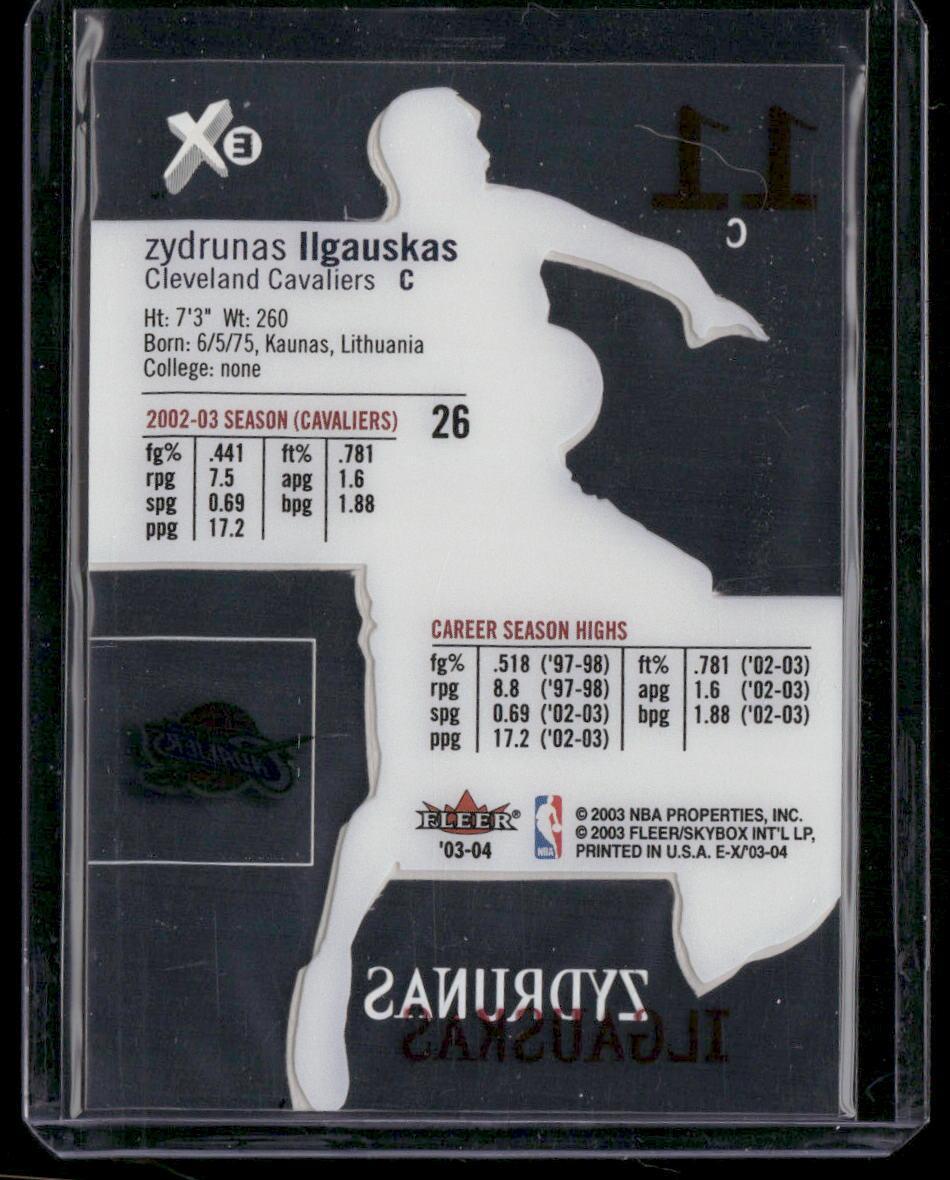 X E
11
C
zydrunas Ilgauskas
Cleveland Cavaliers C
Ht: 7'3" Wt: 260
Born: 6/5/75, Kaunas, Lithuania
College: none
2002-03 SEASON (CAVALIERS) 26
fg% .441 ft% .781
rpg 7.5 apg 1.6
spg 0.69 bpg 1.88
ppg 17.2
CAREER SEASON HIGHS
fg% .518 ('97-98) ft% .781 ('02-03)
rpg 8.8 ('97-98) apg 1.6 ('02-03)
spg 0.69 ('02-03) bpg 1.88 ('02-03)
ppg 17.2 ('02-03)
CAVALIERS
FLEER®
'03-04
NBA
© 2003 NBA PROPERTIES, INC.
© 2003 FLEER/SKYBOX INT'L LP,
PRINTED IN U.S.A. E-X/'03-04
ZYDRUNAS
ILGAUSKAS